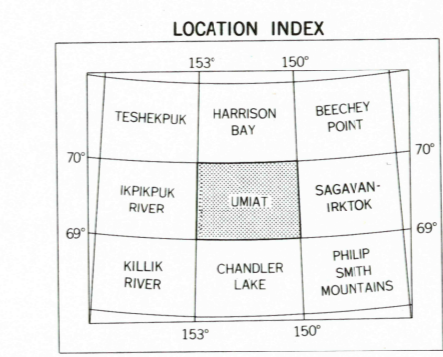 LOCATION INDEX
153° 150°
TESHEKPUK
HARRISON
BAY
BEECHEY
POINT
70° 70°
IKPIKPUK
RIVER
UMIAT
SAGAVAN-
IRKTOK
69° 69°
KILLIK
RIVER
CHANDLER
LAKE
PHILIP
SMITH
MOUNTAINS
153° 150°